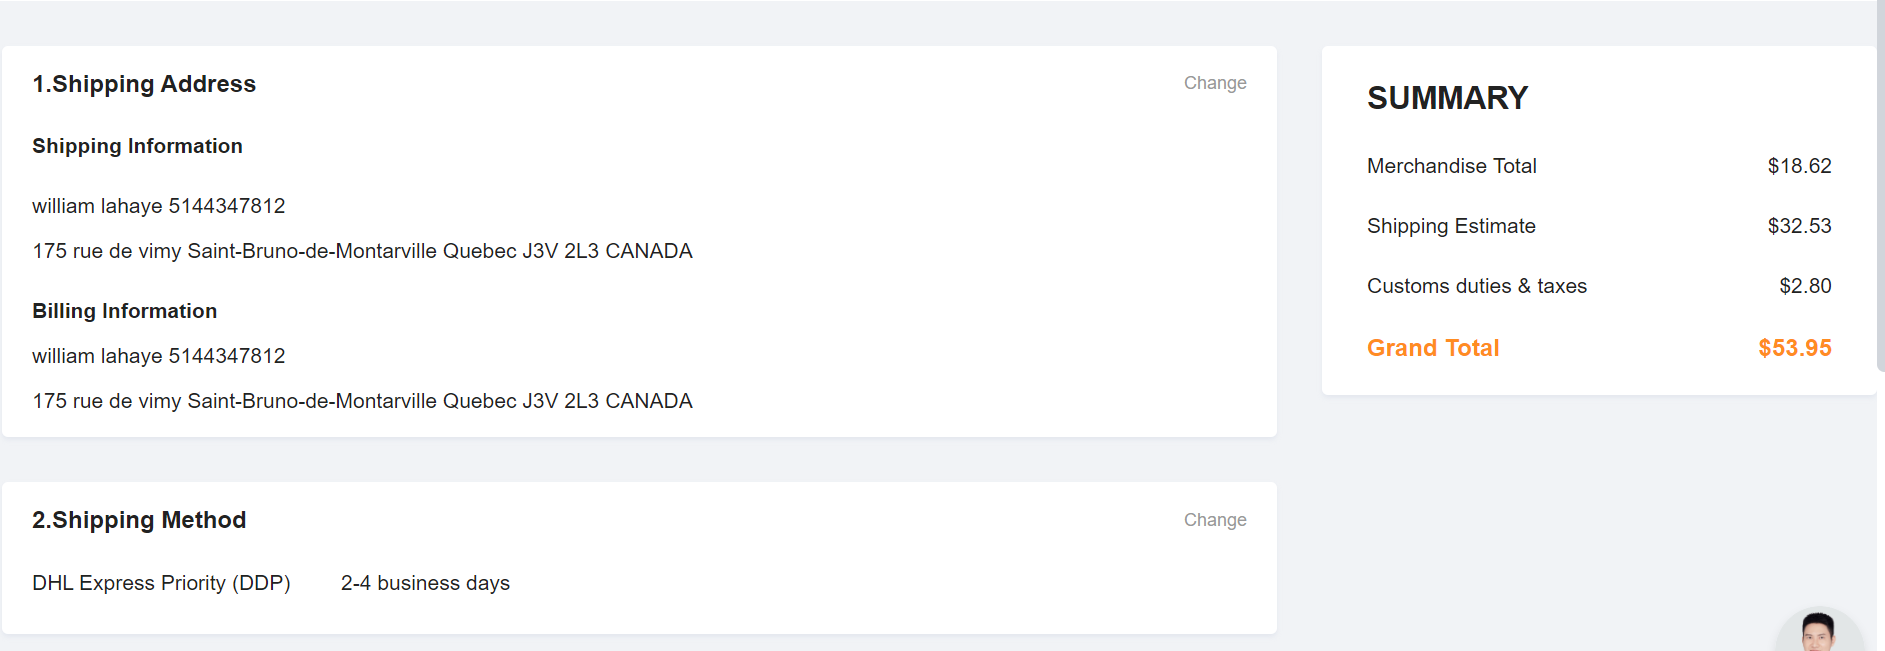 1.Shipping Address
Change
Shipping Information
william lahaye 5144347812
175 rue de vimy Saint-Bruno-de-Montarville Quebec J3V 2L3 CANADA
Billing Information
william lahaye 5144347812
175 rue de vimy Saint-Bruno-de-Montarville Quebec J3V 2L3 CANADA
2.Shipping Method
Change
DHL Express Priority (DDP) 2-4 business days
SUMMARY
Merchandise Total $18.62
Shipping Estimate $32.53
Customs duties & taxes $2.80
Grand Total $53.95